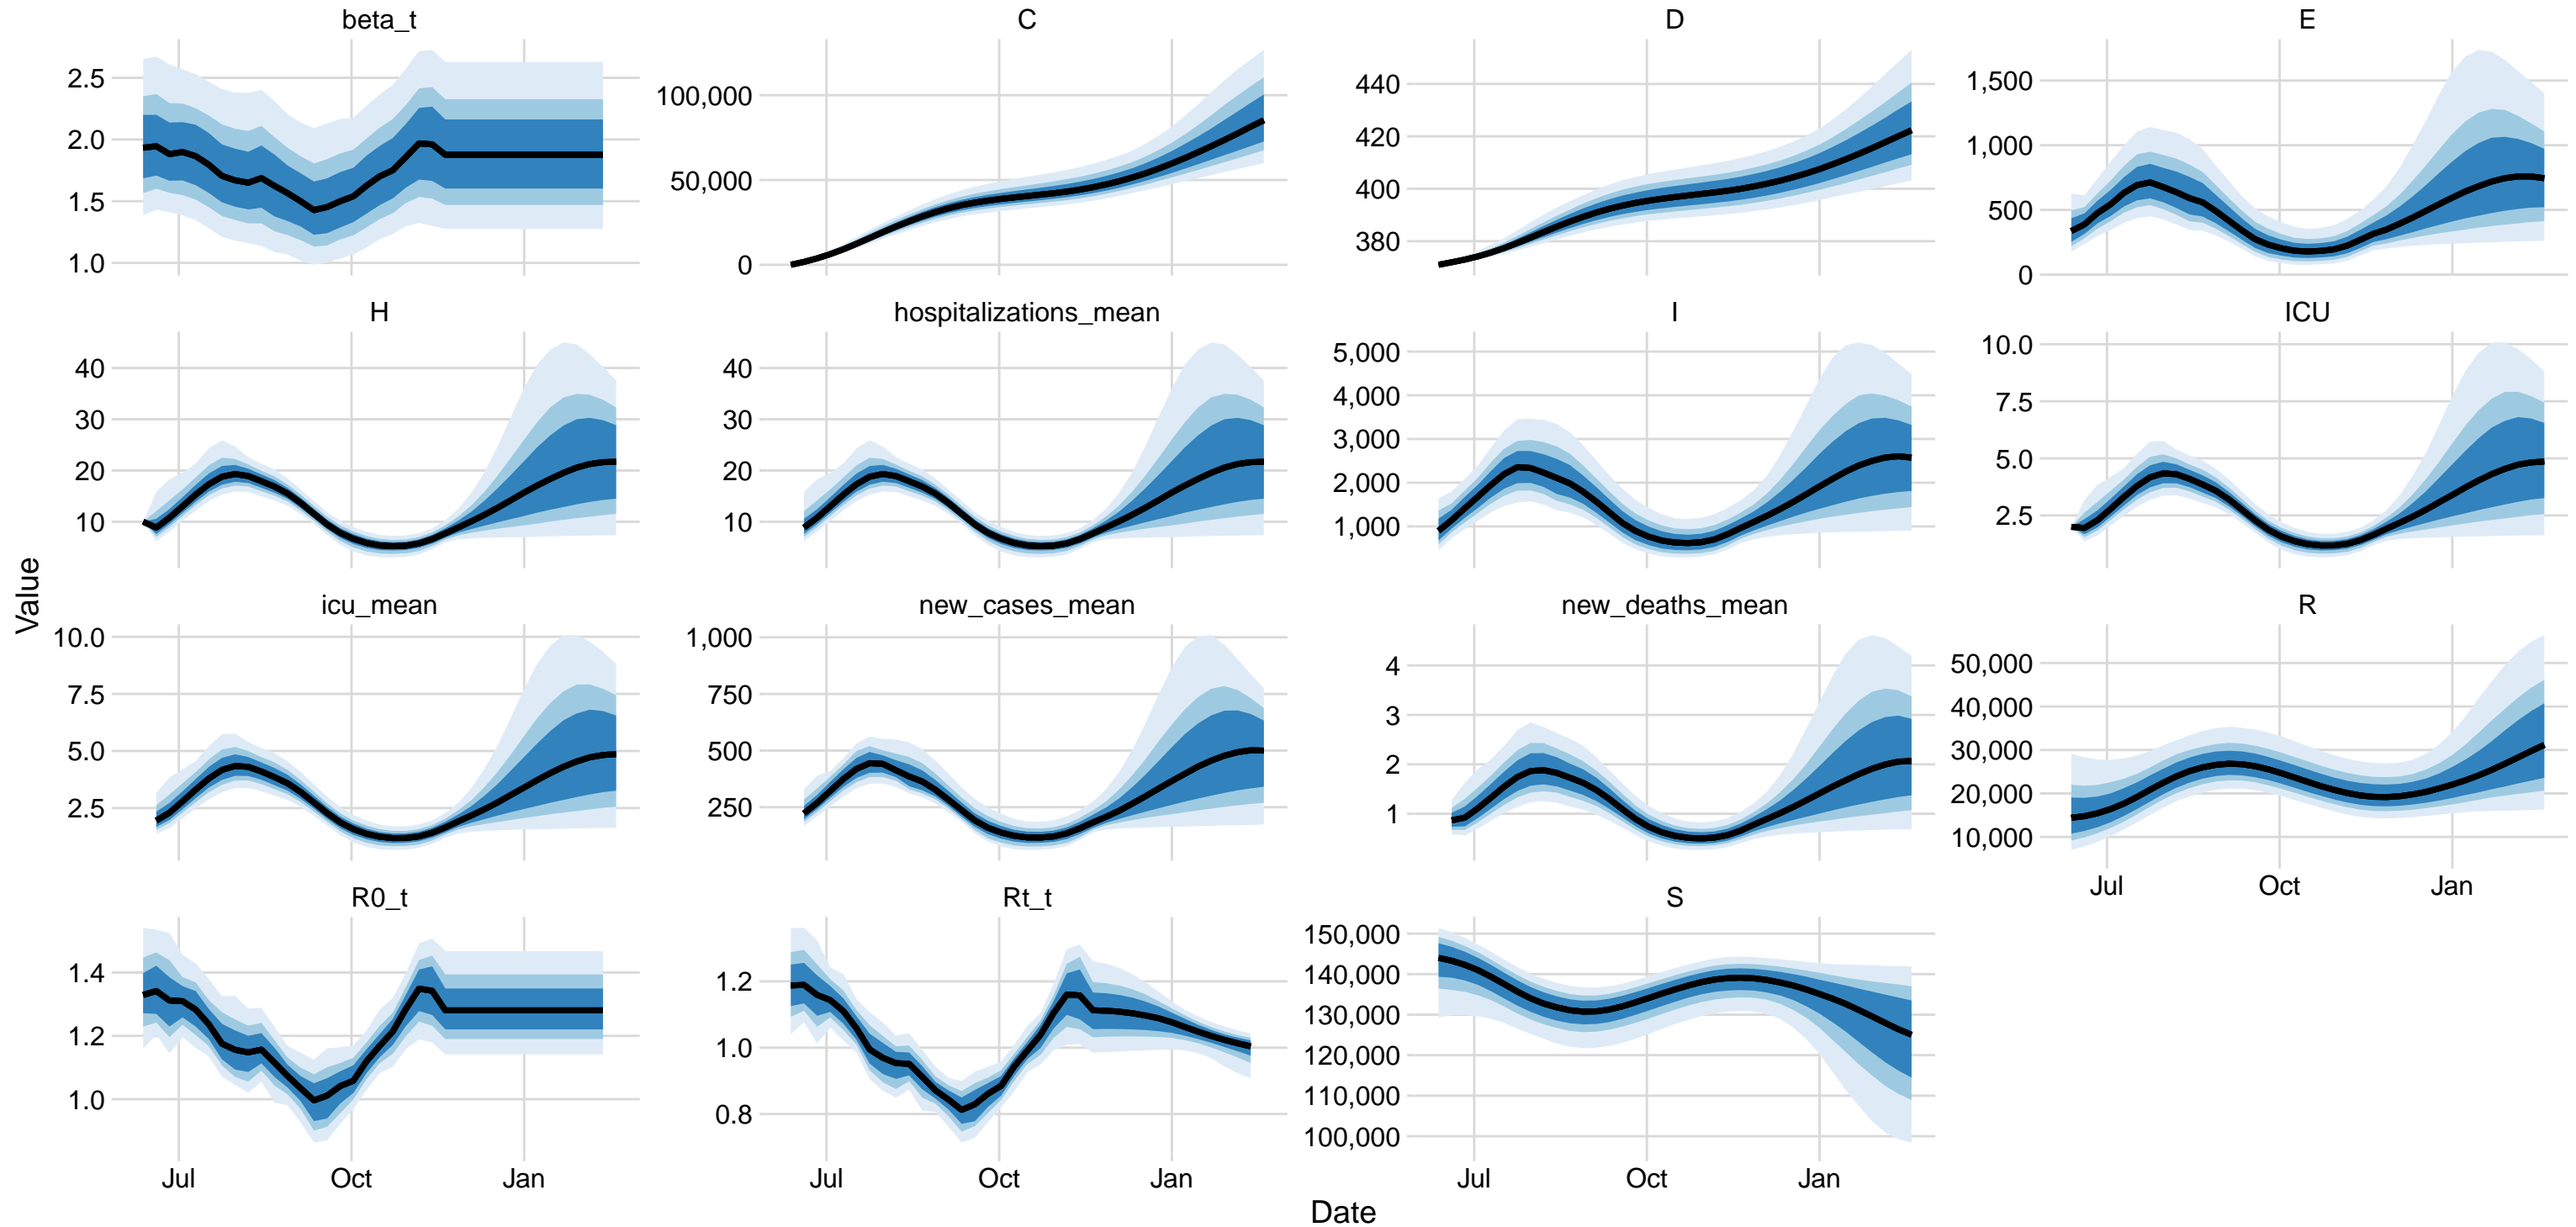 beta_t
C
D
E
2.5
2.0
1.5
1.0
100,000
50,000
0
440
420
400
380
1,500
1,000
500
0
H
hospitalizations_mean
I
ICU
40
30
20
10
40
30
20
10
5,000
4,000
3,000
2,000
1,000
10.0
7.5
5.0
2.5
Value
icu_mean
new_cases_mean
new_deaths_mean
R
10.0
7.5
5.0
2.5
1,000
750
500
250
4
3
2
1
50,000
40,000
30,000
20,000
10,000
Jul Oct Jan
R0_t
Rt_t
S
1.4
1.2
1.0
1.2
1.0
0.8
150,000
140,000
130,000
120,000
110,000
100,000
Jul Oct Jan
Jul Oct Jan
Jul Oct Jan
Date